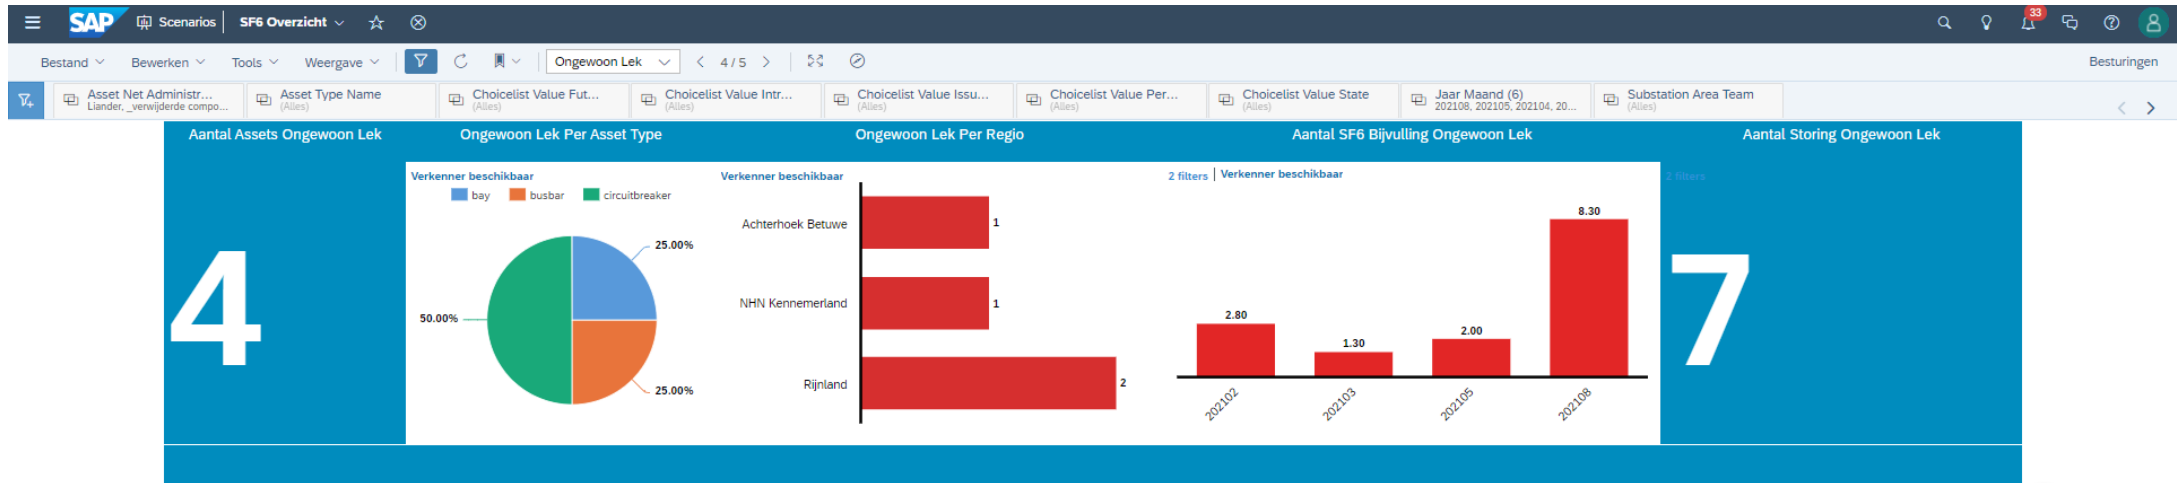 SAP Scenarios SF6 Overzicht 33
Bestand Bewerken Tools Weergave Ongewoon Lek 4 / 5 Besturingen
Asset Net Administr... Asset Type Name Choicelist Value Fut... Choicelist Value Intr... Choicelist Value Issu... Choicelist Value Per... Choicelist Value State Jaar Maand (6) Substation Area Team
Liander, _verwijderde compo... (Alles) (Alles) (Alles) (Alles) (Alles) (Alles) 202108, 202105, 202104, 20... (Alles)
Aantal Assets Ongewoon Lek Ongewoon Lek Per Asset Type Ongewoon Lek Per Regio Aantal SF6 Bijvulling Ongewoon Lek Aantal Storing Ongewoon Lek
4
Verkenner beschikbaar
bay busbar circuitbreaker
25.00%
50.00%
25.00%
Verkenner beschikbaar
Achterhoek Betuwe 1
NHN Kennemerland 1
Rijnland 2
2 filters Verkenner beschikbaar
8.30
2.80
2.00
1.30
202102 202103 202105 202108
2 filters
7